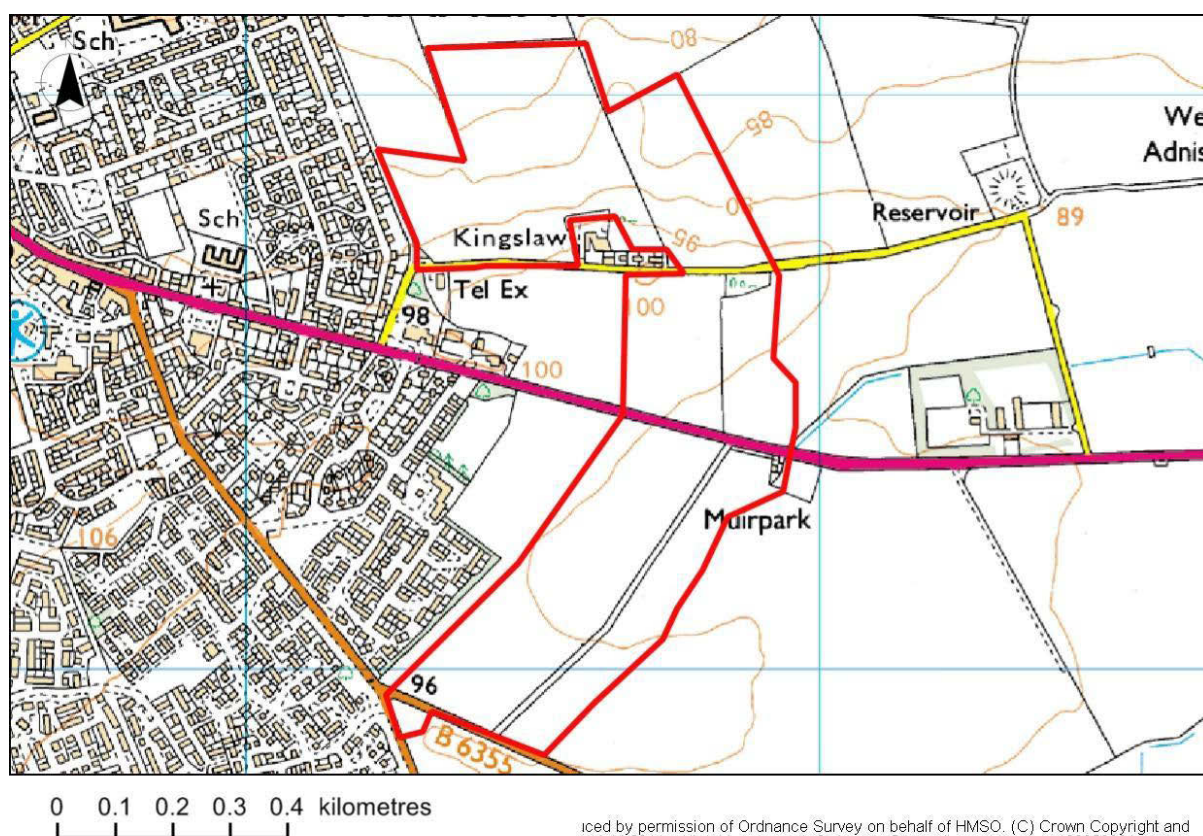 Sch
80
85
We
Adnis
Sch
90
Reservoir
89
Kingslaw
95
Tel Ex
100
98
100
Muirpark
106
96
B 6355
0 0.1 0.2 0.3 0.4 kilometres
uced by permission of Ordnance Survey on behalf of HMSO. (C) Crown Copyright and